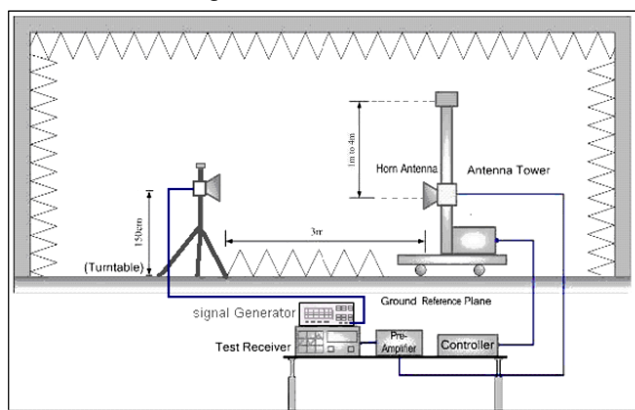 1m to 4m
Horn Antenna
Antenna Tower
150cm
3m
(Turntable)
Ground Reference Plane
signal Generator
Test Receiver
Pre-
Amplifier
Controller